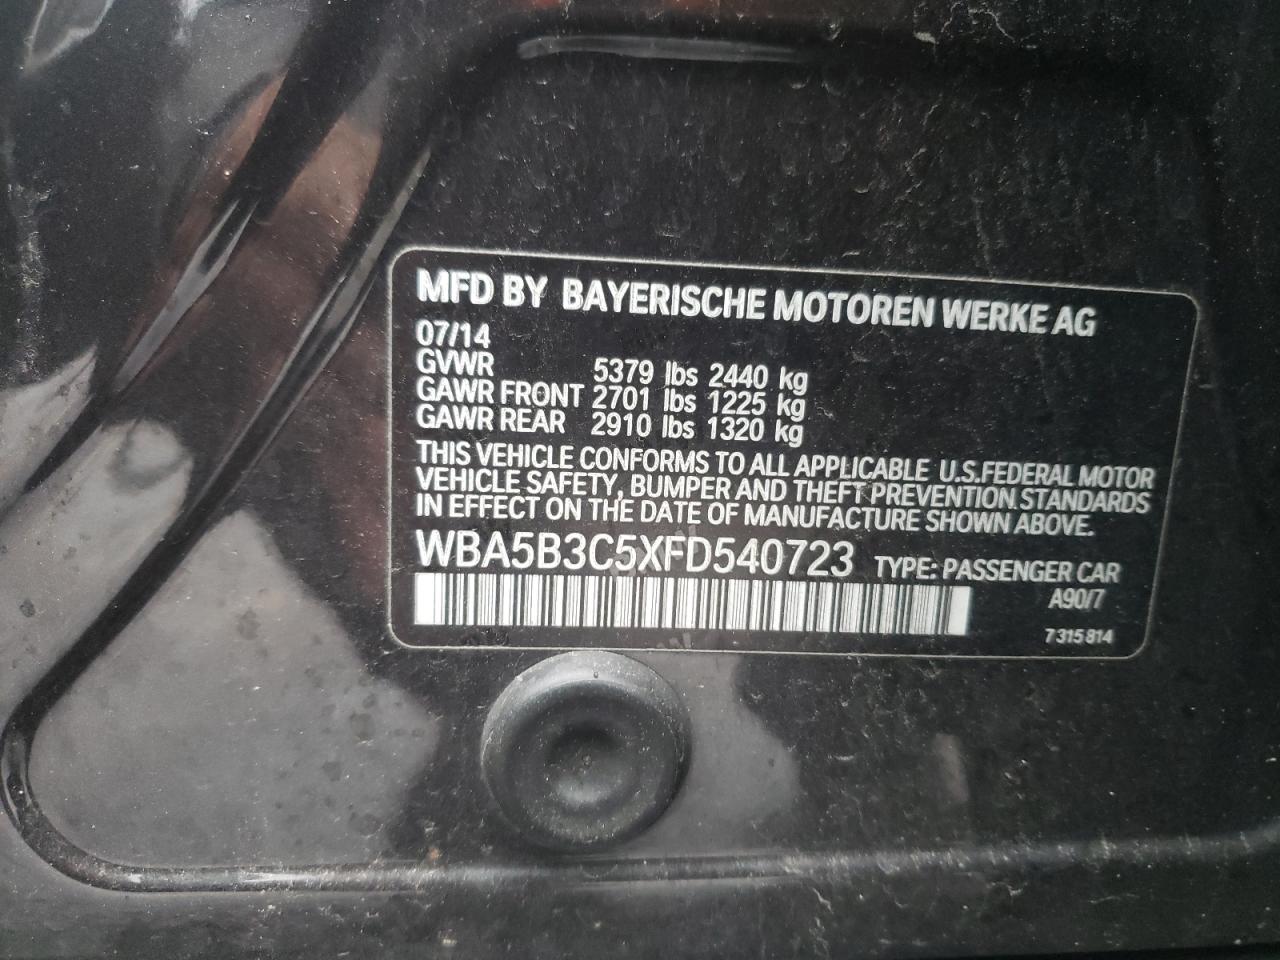 MFD BY BAYERISCHE MOTOREN WERKE AG
07/14
GVWR 5379 lbs 2440 kg
GAWR FRONT 2701 lbs 1225 kg
GAWR REAR 2910 lbs 1320 kg
THIS VEHICLE CONFORMS TO ALL APPLICABLE U.S.FEDERAL MOTOR
VEHICLE SAFETY, BUMPER AND THEFT PREVENTION STANDARDS
IN EFFECT ON THE DATE OF MANUFACTURE SHOWN ABOVE.
WBA5B3C5XFD540723 TYPE: PASSENGER CAR
A90/7
7 315 814